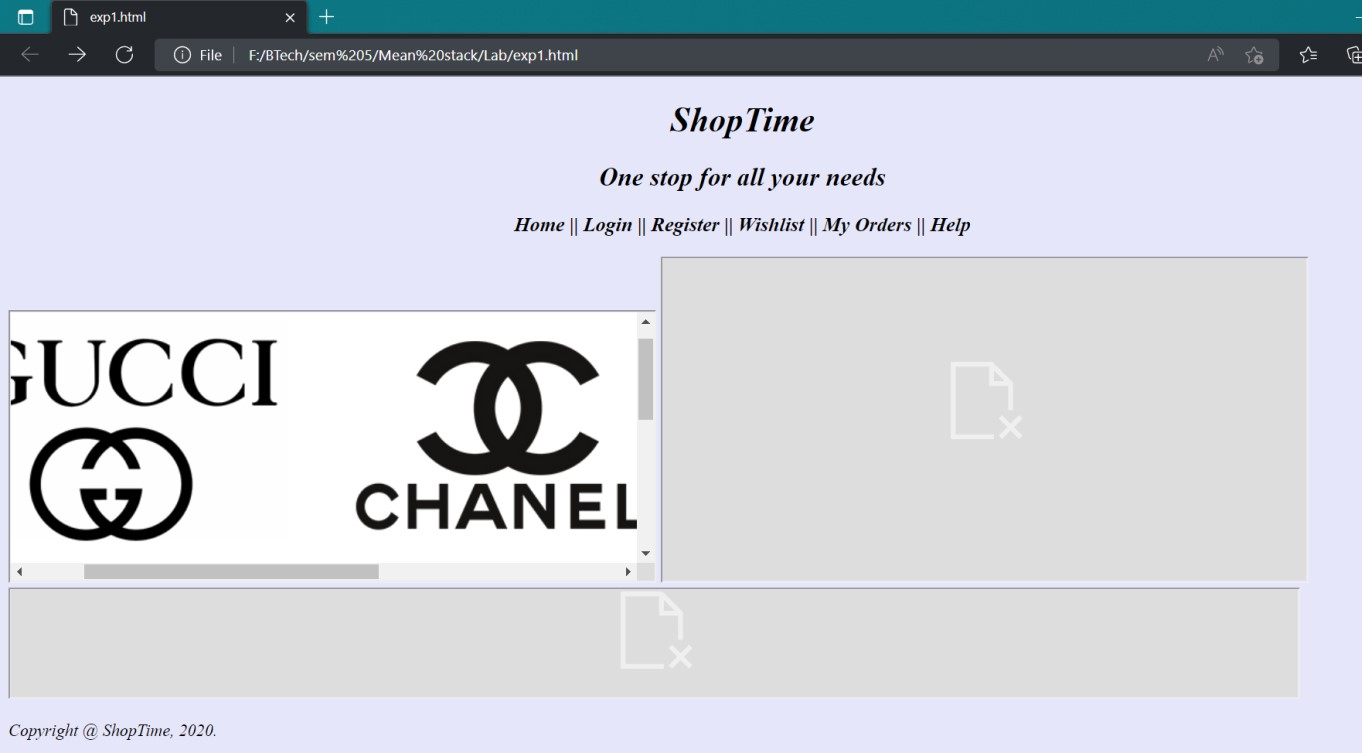 exp1.html
File F:/BTech/sem%205/Mean%20stack/Lab/exp1.html
ShopTime
One stop for all your needs
Home || Login || Register || Wishlist || My Orders || Help
GUCCI
CHANEL
Copyright @ ShopTime, 2020.